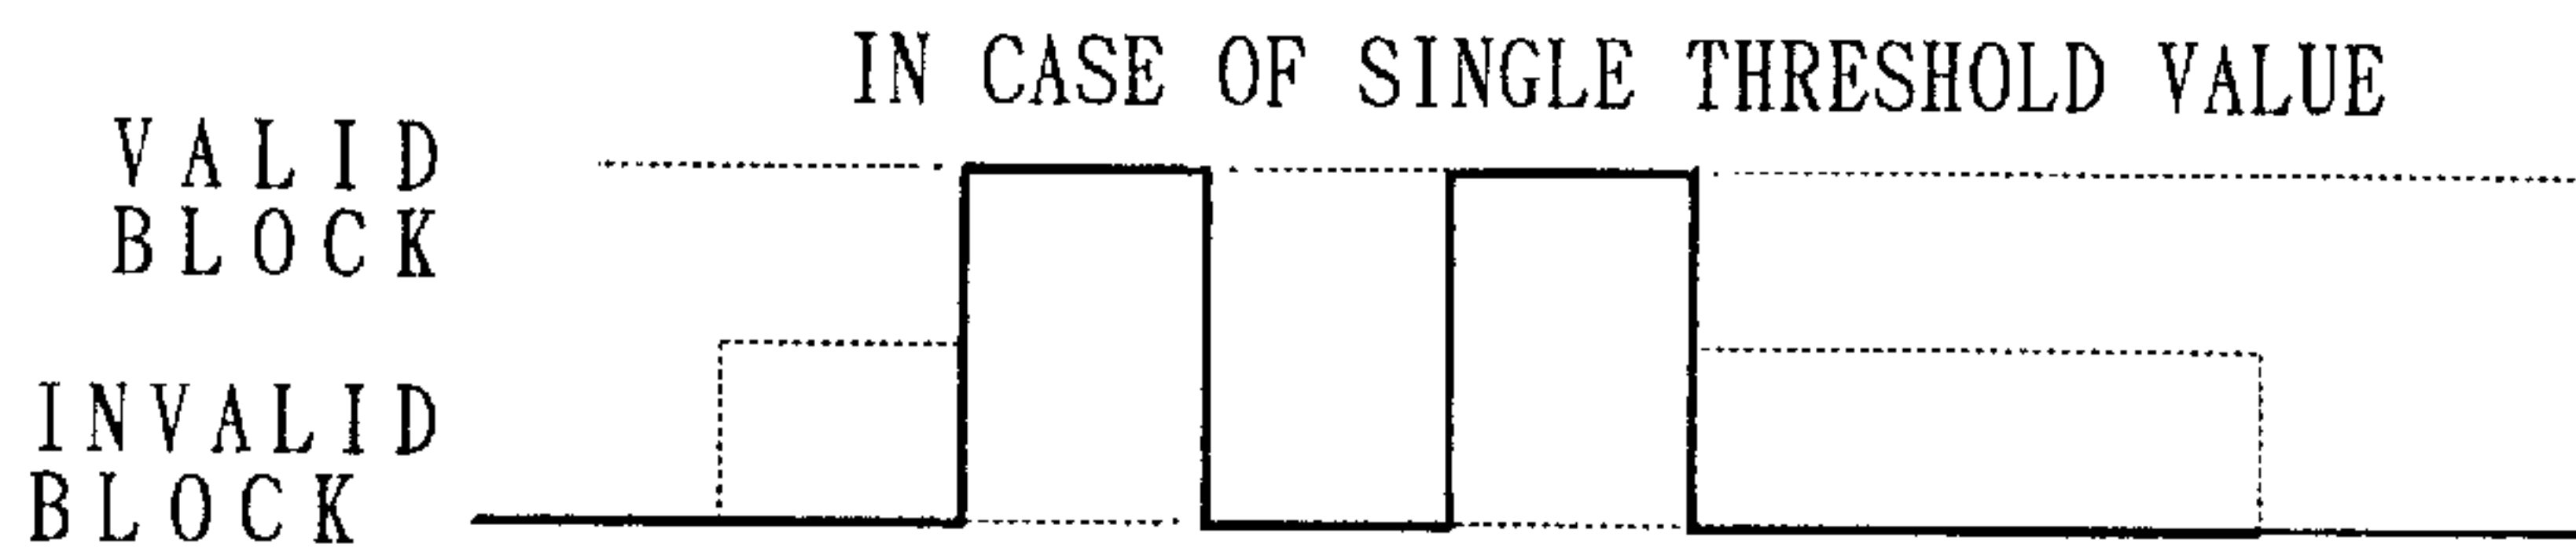 IN CASE OF SINGLE THRESHOLD VALUE
VALID
BLOCK
INVALID
BLOCK